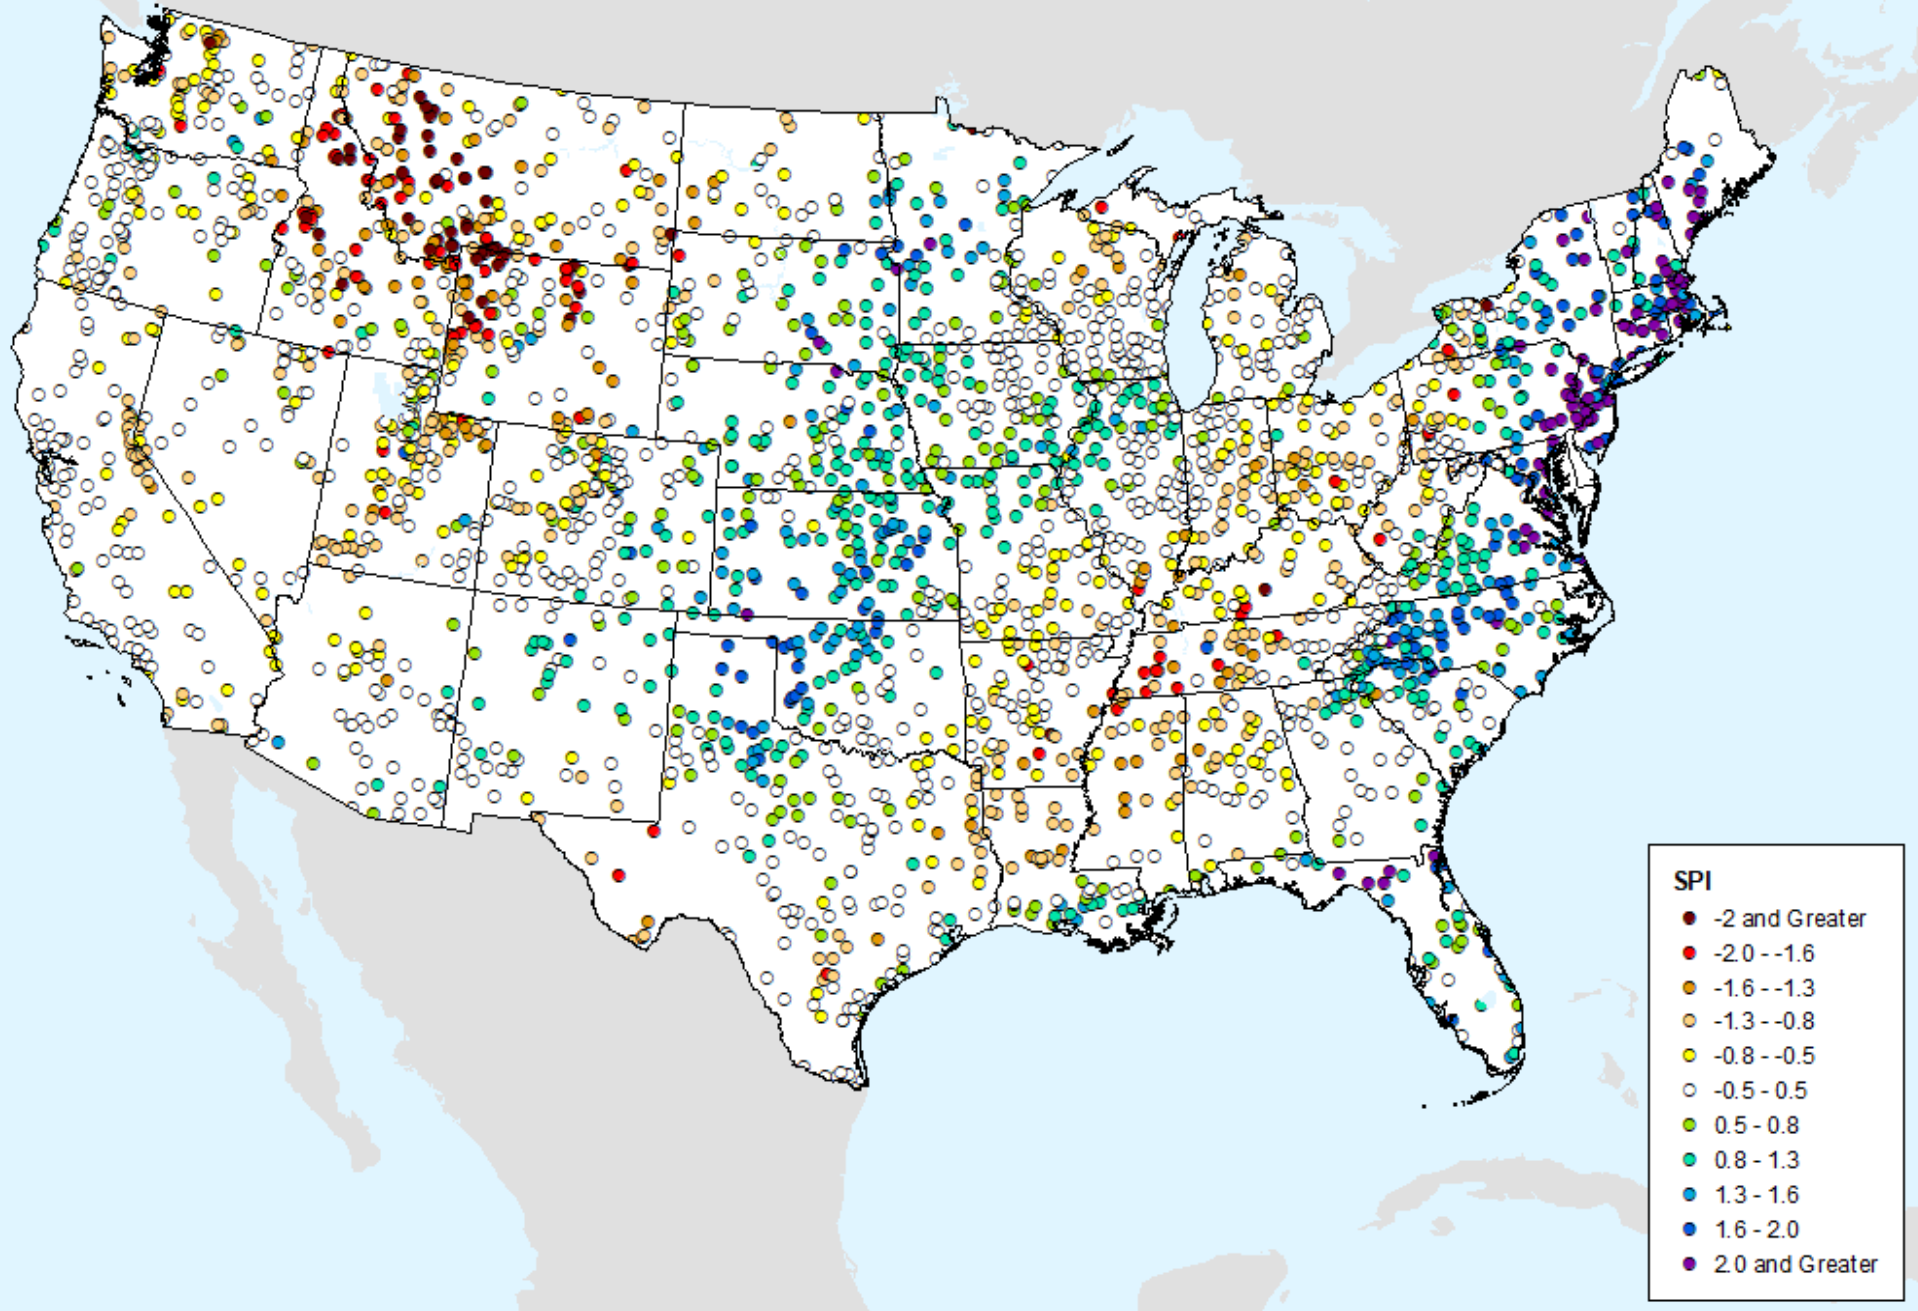 SPI
-2 and Greater
-2.0 - -1.6
-1.6 - -1.3
-1.3 - -0.8
-0.8 - -0.5
-0.5 - 0.5
0.5 - 0.8
0.8 - 1.3
1.3 - 1.6
1.6 - 2.0
2.0 and Greater